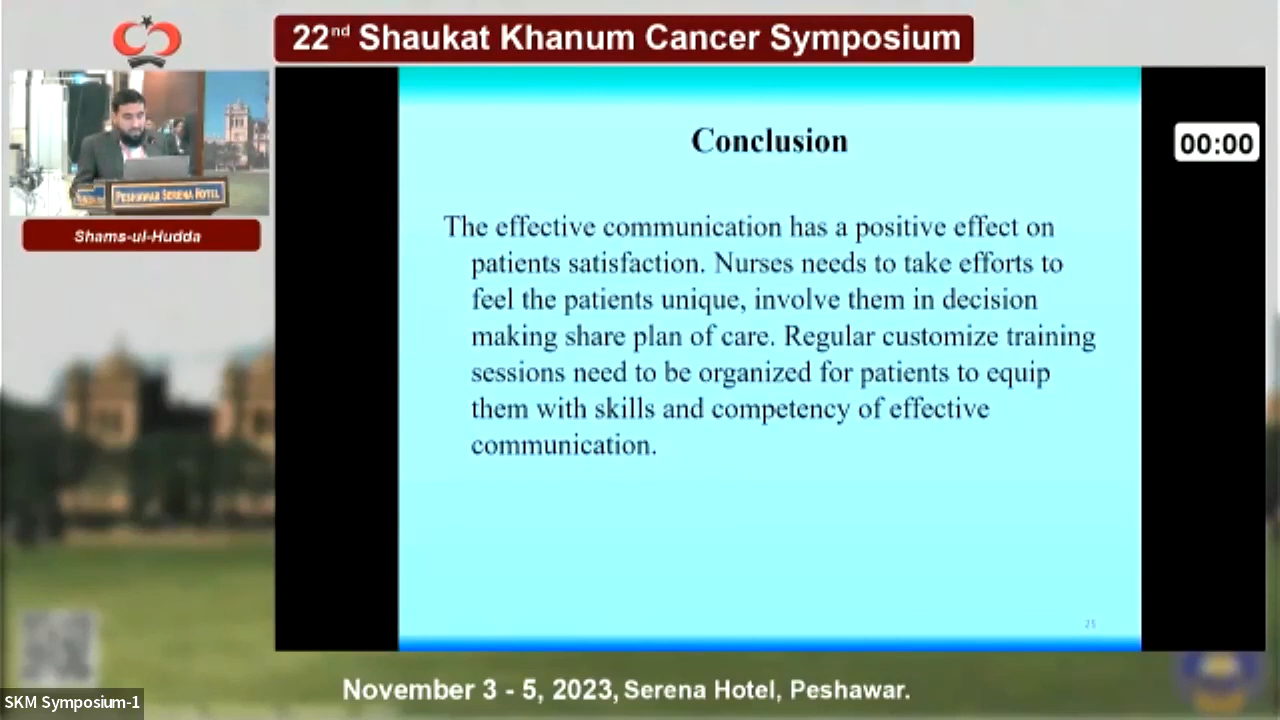 22nd Shaukat Khanum Cancer Symposium
PESHAWAR SERENA HOTEL
Shams-ul-Hudda
Conclusion
The effective communication has a positive effect on
patients satisfaction. Nurses needs to take efforts to
feel the patients unique, involve them in decision
making share plan of care. Regular customize training
sessions need to be organized for patients to equip
them with skills and competency of effective
communication.
25
00:00
November 3 - 5, 2023, Serena Hotel, Peshawar.
SKM Symposium-1